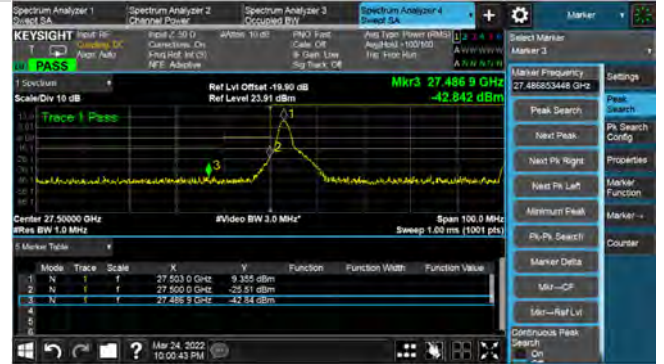 Spectrum Analyzer 1 Spectrum Analyzer 2 Spectrum Analyzer 3 Spectrum Analyzer 4
Swept SA Channel Power Occupied BW Swept SA
Marker
KEYSIGHT Input: RF Input Z: 50 Ω #Atten: 10 dB PNO: Fast Avg Type: Power (RMS) 1 2 3 4 5 6
Coupling: DC Corrections: On Gate: Off Avg|Hold: >100/100
Align: Auto Freq Ref: Int (S) IF Gain: Low Trig: Free Run
NFE: Adaptive Sig Track: Off
PASS
Select Marker
Marker 3
1 Spectrum
Ref Lvl Offset -19.90 dB
Mkr3 27.486 9 GHz
Scale/Div 10 dB
Ref Level 23.91 dBm
-42.842 dBm
Trace 1 Pass
1
2
3
Center 27.50000 GHz #Video BW 3.0 MHz* Span 100.0 MHz
#Res BW 1.0 MHz Sweep 1.00 ms (1001 pts)
5 Marker Table
Mode Trace Scale X Y Function Function Width Function Value
1 N 1 f 27.503 0 GHz 9.355 dBm
2 N 1 f 27.500 0 GHz -25.51 dBm
3 N 1 f 27.486 9 GHz -42.84 dBm
4
5
6
Marker Frequency
27.486853448 GHz
Peak Search
Next Peak
Next Pk Right
Next Pk Left
Minimum Peak
Pk-Pk Search
Marker Delta
Mkr→CF
Mkr→Ref Lvl
Continuous Peak
Search
On
Off
Settings
Peak
Search
Pk Search
Config
Properties
Marker
Function
Marker→
Counter
?
Mar 24, 2022
10:00:43 PM